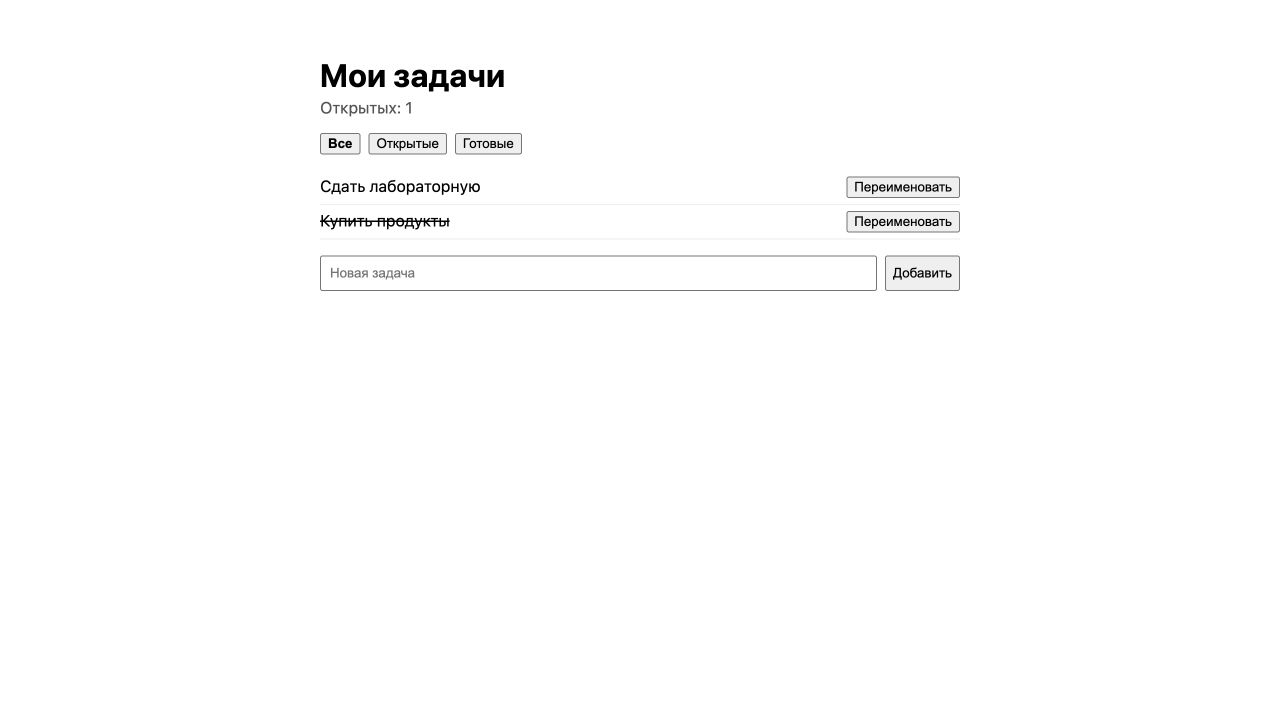 Мои задачи
Открытых: 1
Все Открытые Готовые
Сдать лабораторную Переименовать
Купить продукты Переименовать
Новая задача Добавить